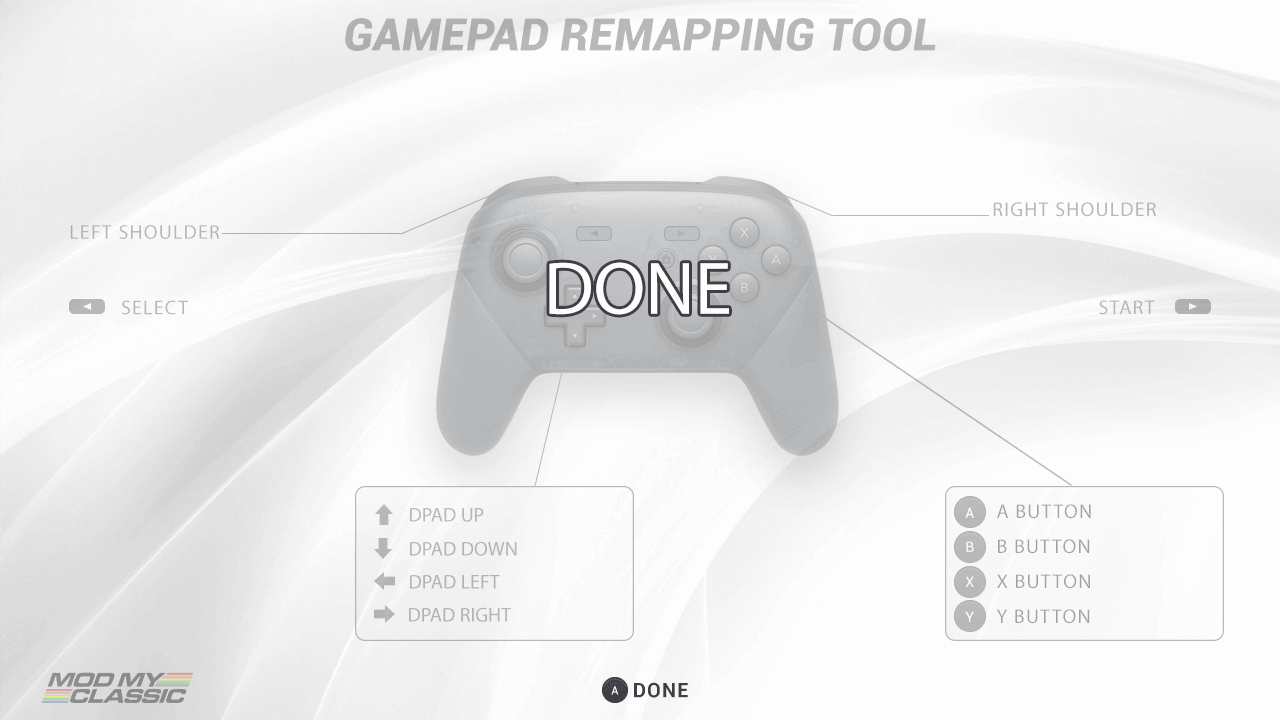 GAMEPAD REMAPPING TOOL
LEFT SHOULDER
RIGHT SHOULDER
X
Y
A
B
DONE
SELECT
START
DPAD UP
DPAD DOWN
DPAD LEFT
DPAD RIGHT
A A BUTTON
B B BUTTON
X X BUTTON
Y Y BUTTON
MOD MY
CLASSIC
A DONE